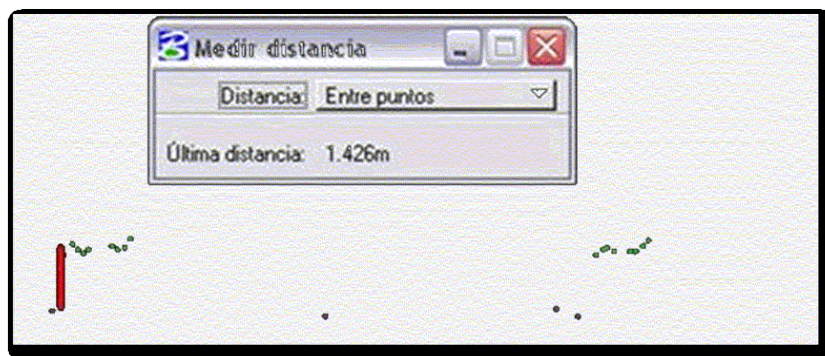 Medir distancia
Distancia: Entre puntos
Última distancia: 1.426m